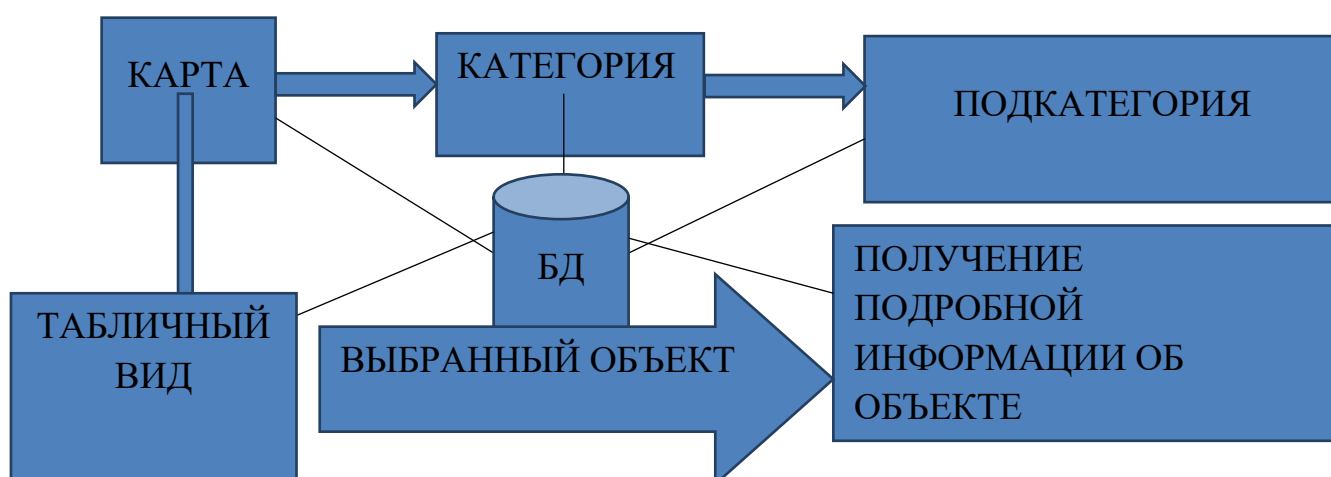 КАРТА
КАТЕГОРИЯ
ПОДКАТЕГОРИЯ
БД
ТАБЛИЧНЫЙ
ВИД
ВЫБРАННЫЙ ОБЪЕКТ
ПОЛУЧЕНИЕ
ПОДРОБНОЙ
ИНФОРМАЦИИ ОБ
ОБЪЕКТЕ